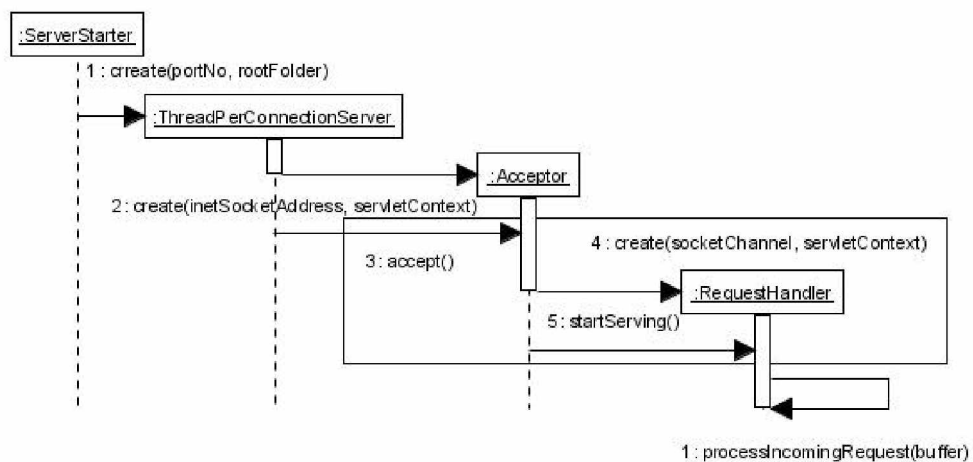 :ServerStarter
1 : crreate(portNo, rootFolder)
:ThreadPerConnectionServer
:Acceptor
2 : create(inetSocketAddress, servletContext)
4 : create(socketChannel, servletContext)
3 : accept()
:RequestHandler
5 : startServing()
1 : processIncomingRequest(buffer)